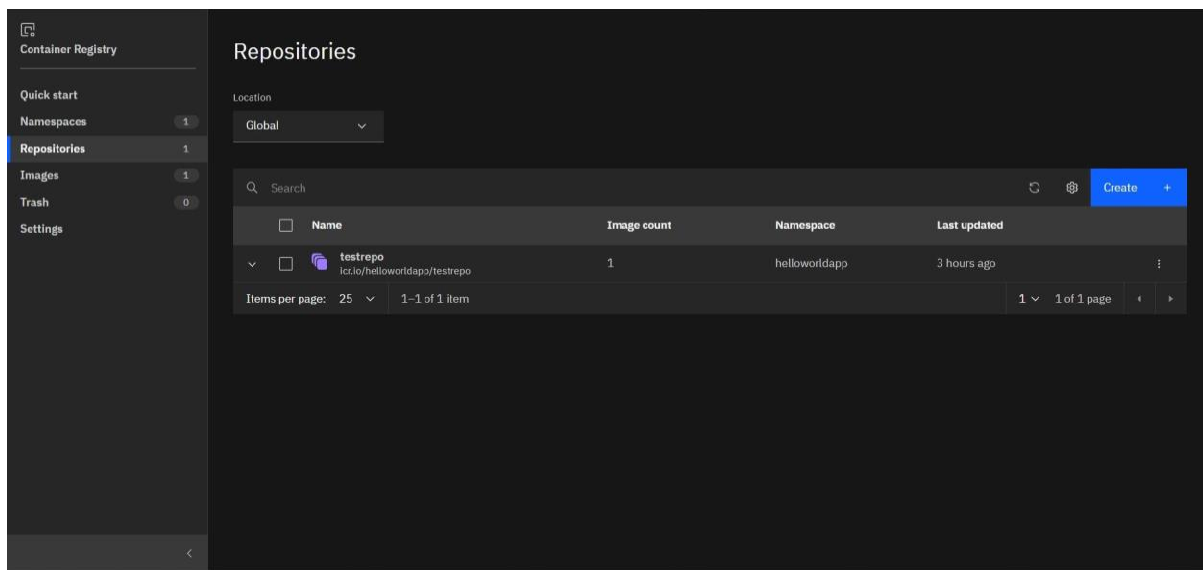 Container Registry
Quick start
Namespaces 1
Repositories 1
Images 1
Trash 0
Settings
Repositories
Location
Global
Search
Create +
Name Image count Namespace Last updated
testrepo
icr.io/helloworldapp/testrepo
1 helloworldapp 3 hours ago
Items per page: 25 1–1 of 1 item 1 1 of 1 page